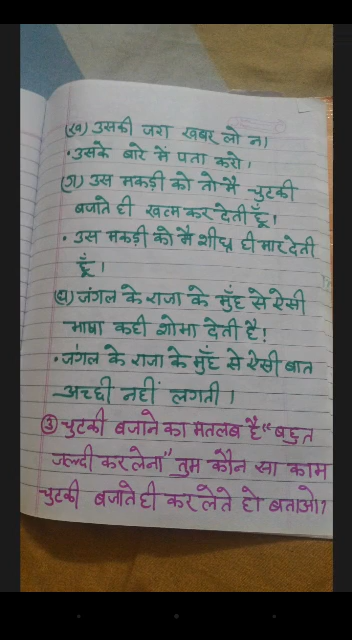 (ख) उसकी जरा खबर लो न।
• उसके बारे में पता करो।
(ग) उस मकड़ी को तो मै चुटकी
बजाते ही खत्म कर देती हूँ।
• उस मकड़ी को मै शीघ्र ही मार देती
हूँ।
(घ) जंगल के राजा के मुँह से ऐसी
भाषा कही शोभा देती है!
• जंगल के राजा के मुँह से ऐसी बात
अच्छी नहीं लगती।
③ चुटकी बजाने का मतलब है "बहुत
जल्दी कर लेना" तुम कौन सा काम
चुटकी बजाते ही कर लेते हो बताओ?